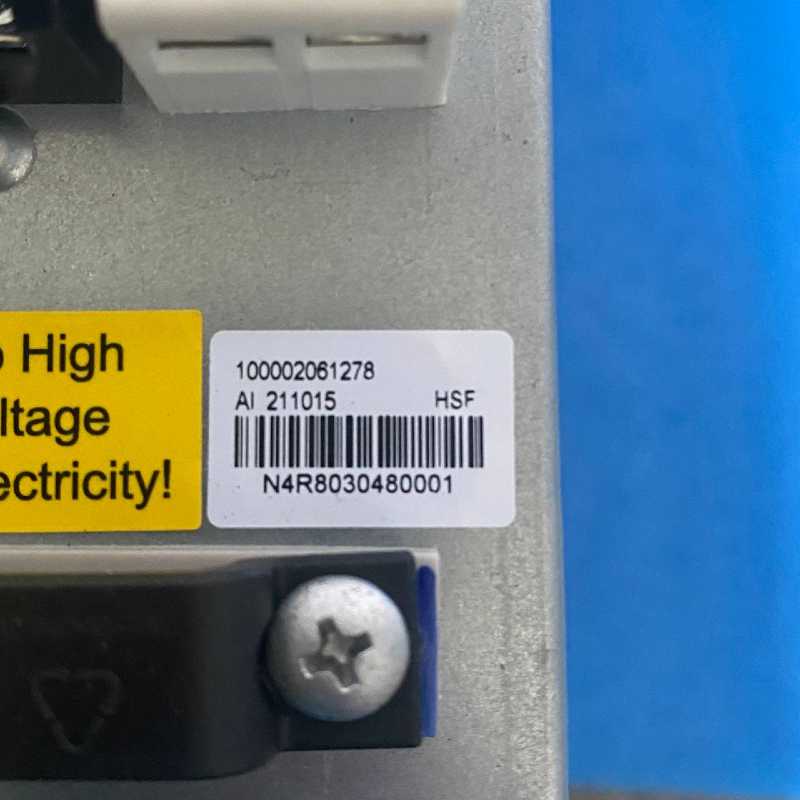 High
ltage
ectricity!
100002061278
AI 211015 HSF
N4R8030480001